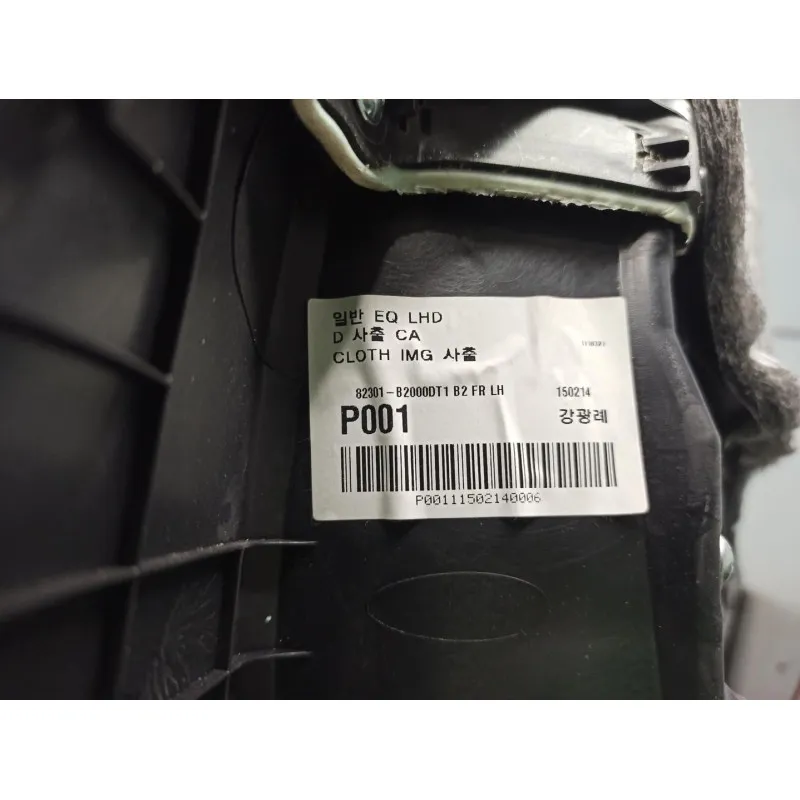 일반 EQ LHD
D 사출 CA
CLOTH IMG 사출
82301-B2000DT1 B2 FR LH 150214
P001 강광레
P00111502140006